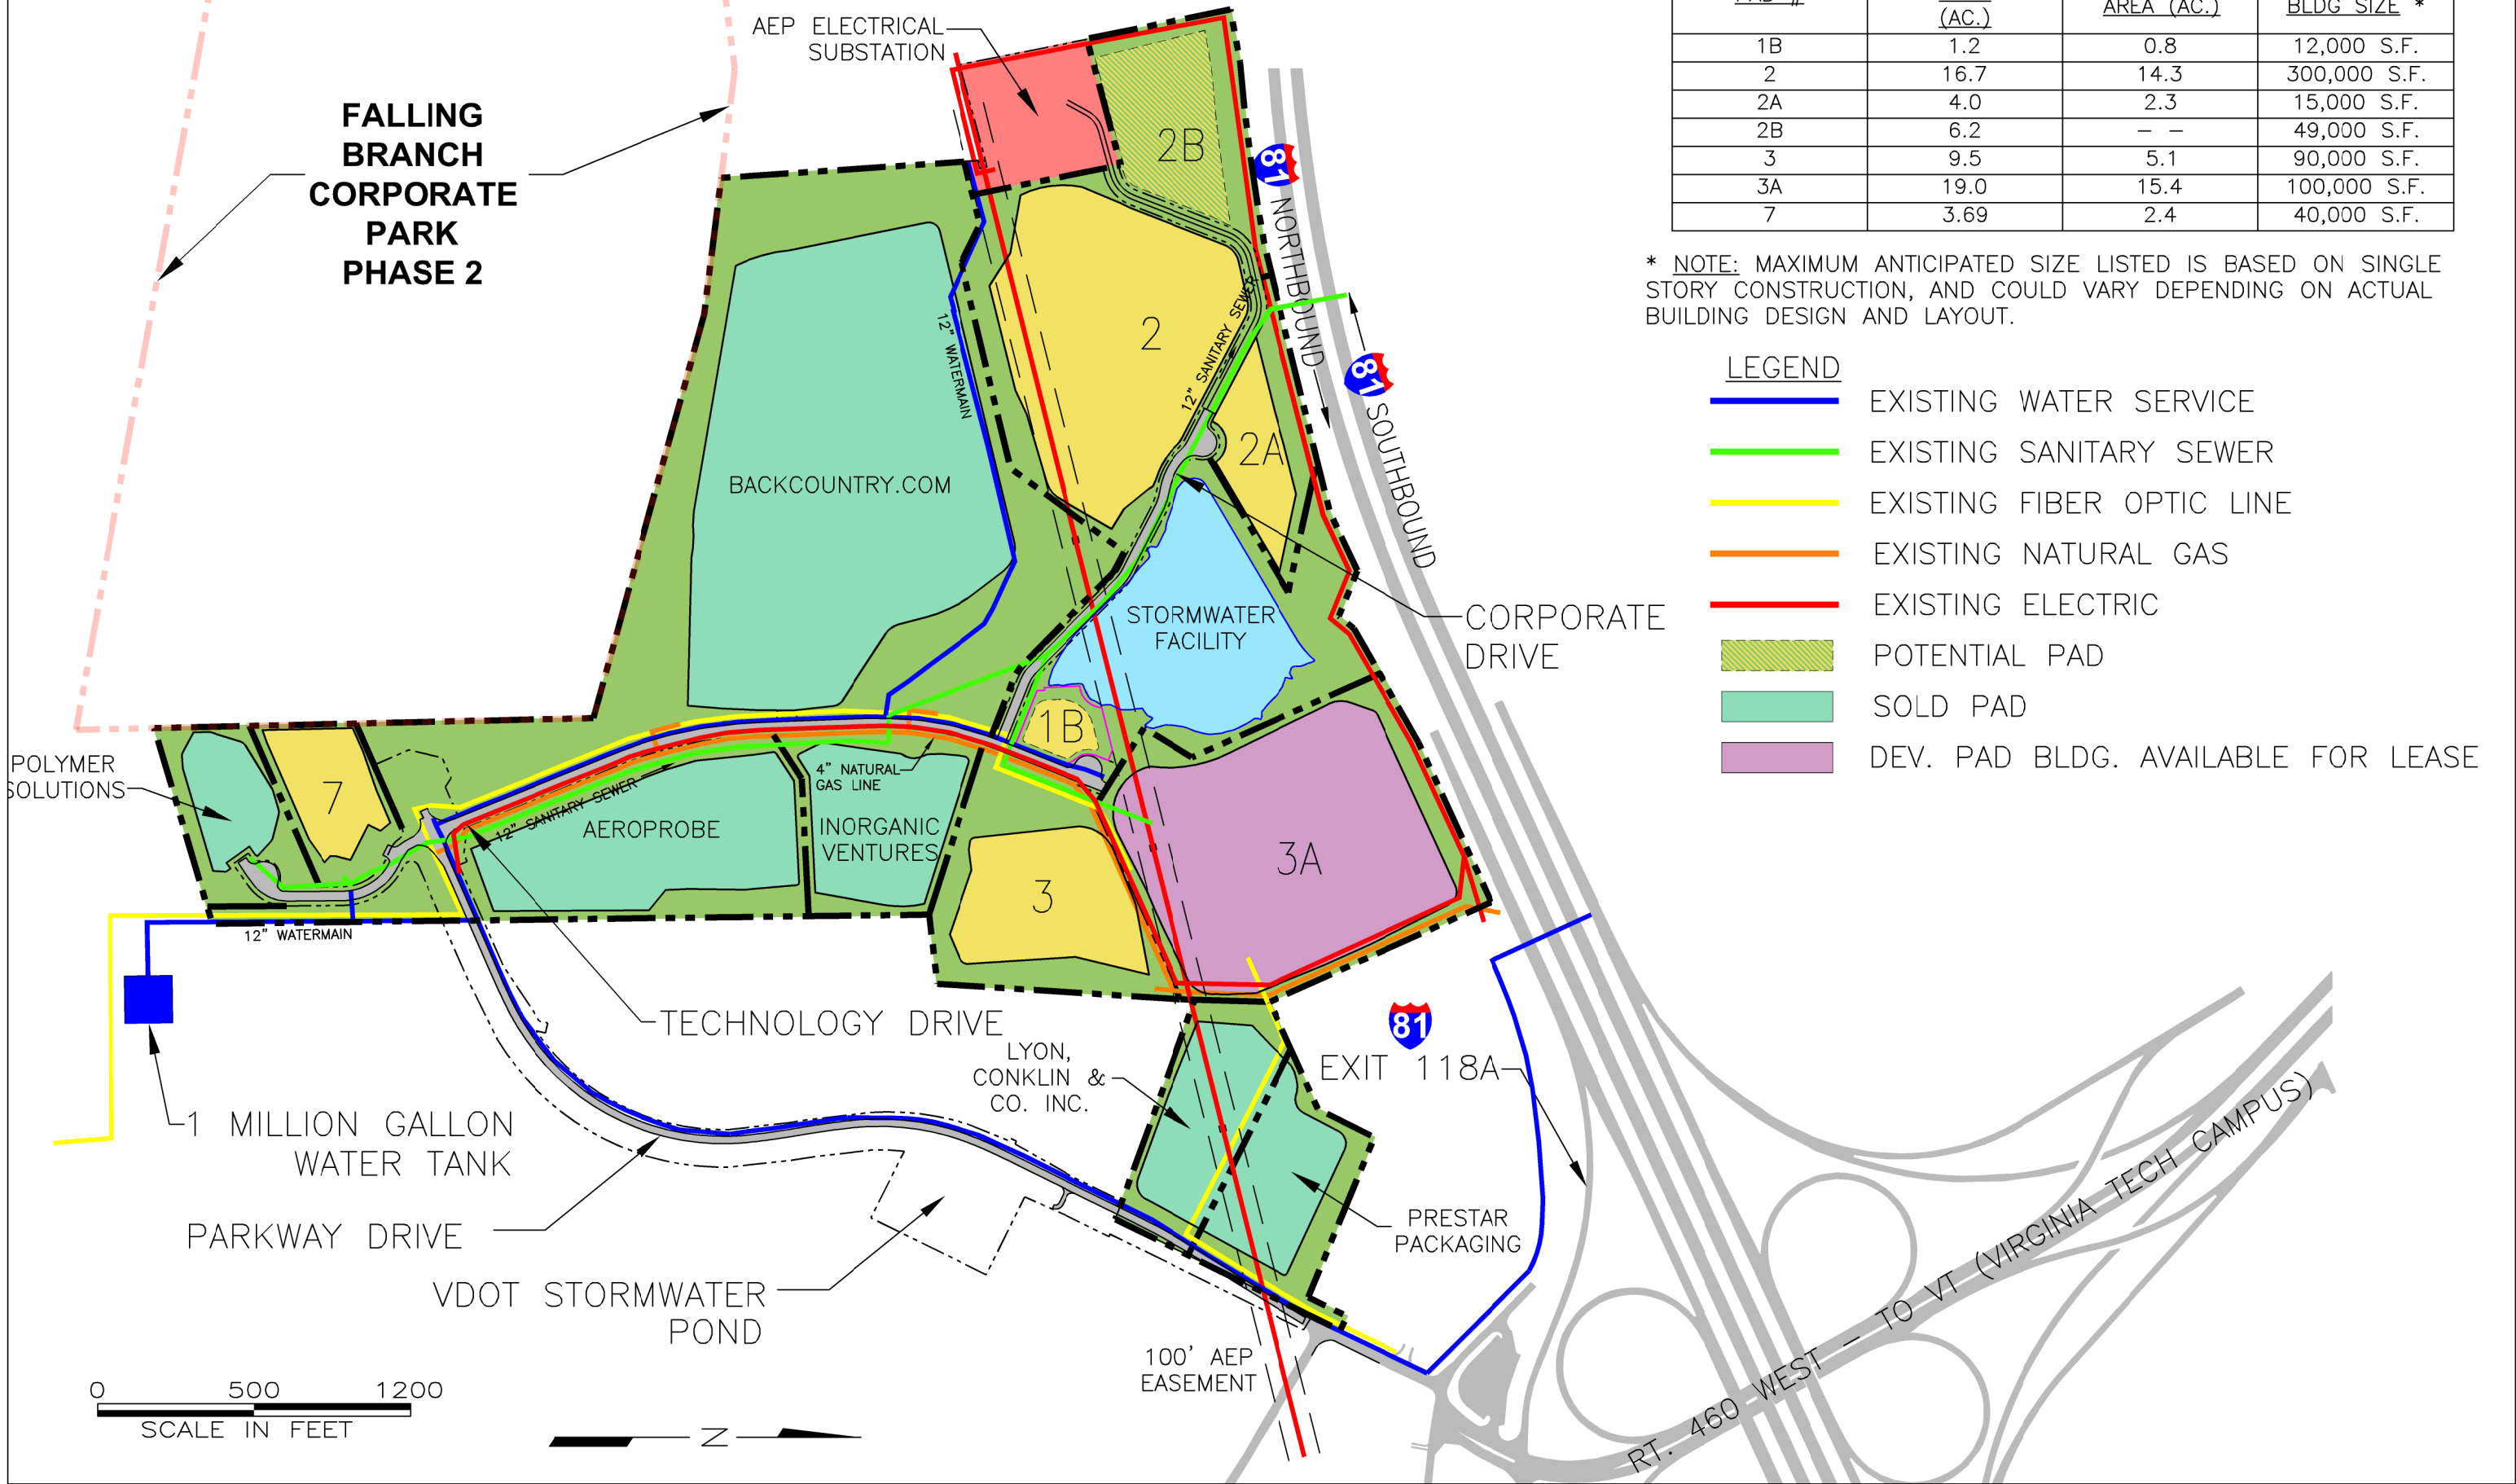 AEP ELECTRICAL
SUBSTATION
FALLING
BRANCH
CORPORATE
PARK
PHASE 2
(AC.)
AREA (AC.)
BLDG SIZE *
1B 1.2 0.8 12,000 S.F.
2 16.7 14.3 300,000 S.F.
2A 4.0 2.3 15,000 S.F.
2B 6.2 – – 49,000 S.F.
3 9.5 5.1 90,000 S.F.
3A 19.0 15.4 100,000 S.F.
7 3.69 2.4 40,000 S.F.
* NOTE: MAXIMUM ANTICIPATED SIZE LISTED IS BASED ON SINGLE
STORY CONSTRUCTION, AND COULD VARY DEPENDING ON ACTUAL
BUILDING DESIGN AND LAYOUT.
LEGEND
EXISTING WATER SERVICE
EXISTING SANITARY SEWER
EXISTING FIBER OPTIC LINE
EXISTING NATURAL GAS
EXISTING ELECTRIC
POTENTIAL PAD
SOLD PAD
DEV. PAD BLDG. AVAILABLE FOR LEASE
2B
81
NORTHBOUND
81
SOUTHBOUND
2
12" WATERMAIN
12" SANITARY SEWER
2A
BACKCOUNTRY.COM
STORMWATER
FACILITY
CORPORATE
DRIVE
1B
POLYMER
SOLUTIONS
7
4" NATURAL
GAS LINE
12" SANITARY SEWER
AEROPROBE
INORGANIC
VENTURES
3
3A
12" WATERMAIN
TECHNOLOGY DRIVE
LYON,
CONKLIN &
CO. INC.
81
EXIT 118A
1 MILLION GALLON
WATER TANK
PARKWAY DRIVE
PRESTAR
PACKAGING
VDOT STORMWATER
POND
100' AEP
EASEMENT
RT. 460 WEST – TO VT (VIRGINIA TECH CAMPUS)
0 500 1200
SCALE IN FEET
N